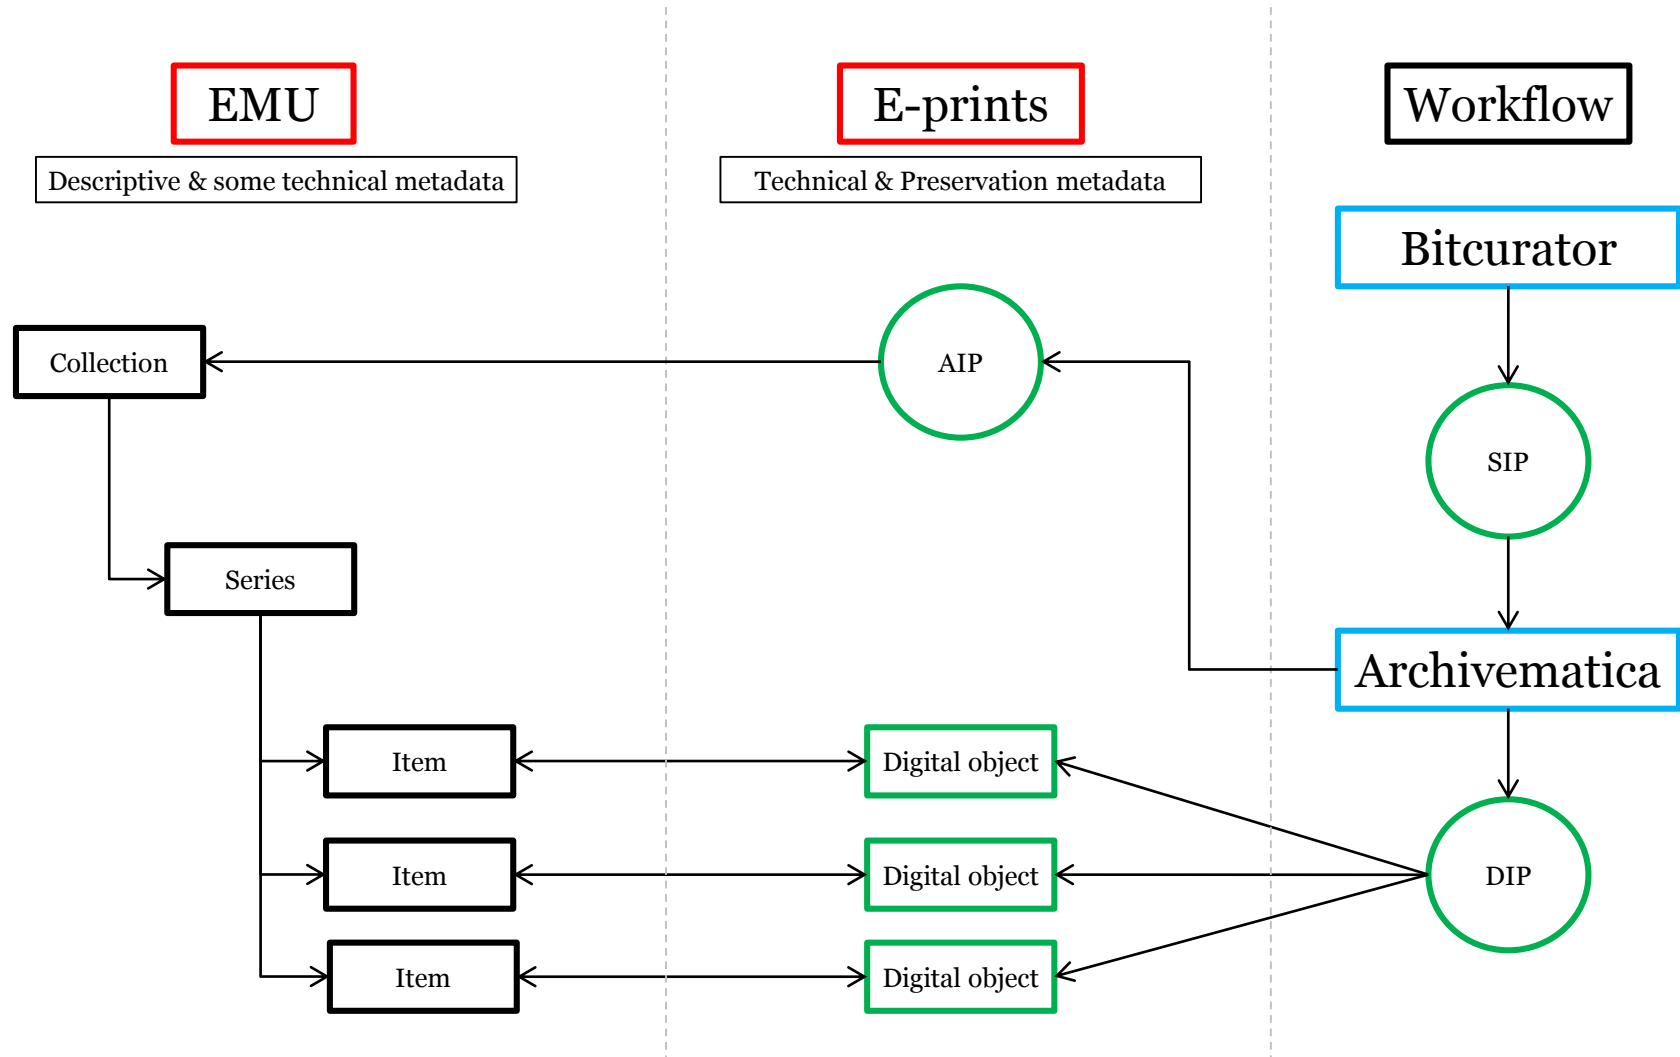 EMU
E-prints
Workflow
Descriptive & some technical metadata
Technical & Preservation metadata
Bitcurator
Collection
AIP
SIP
Series
Archivematica
Item
Digital object
Item
Digital object
DIP
Item
Digital object